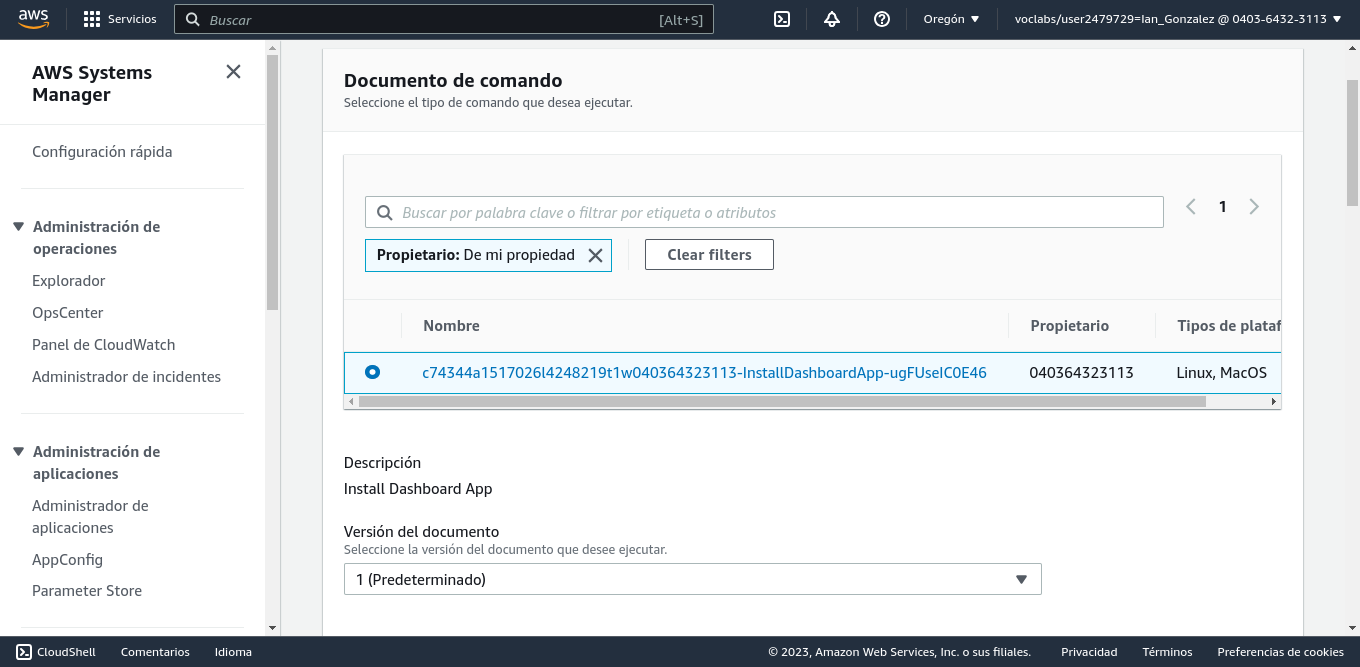 aws
Servicios
Buscar
[Alt+S]
Oregón
voclabs/user2479729=Ian_Gonzalez @ 0403-6432-3113
AWS Systems
Manager
Configuración rápida
Administración de
operaciones
Explorador
OpsCenter
Panel de CloudWatch
Administrador de incidentes
Administración de
aplicaciones
Administrador de
aplicaciones
AppConfig
Parameter Store
Documento de comando
Seleccione el tipo de comando que desea ejecutar.
Buscar por palabra clave o filtrar por etiqueta o atributos
1
Propietario: De mi propiedad
Clear filters
Nombre
Propietario
Tipos de plataf
c74344a1517026l4248219t1w040364323113-InstallDashboardApp-ugFUseIC0E46
040364323113
Linux, MacOS
Descripción
Install Dashboard App
Versión del documento
Seleccione la versión del documento que desee ejecutar.
1 (Predeterminado)
CloudShell
Comentarios
Idioma
© 2023, Amazon Web Services, Inc. o sus filiales.
Privacidad
Términos
Preferencias de cookies